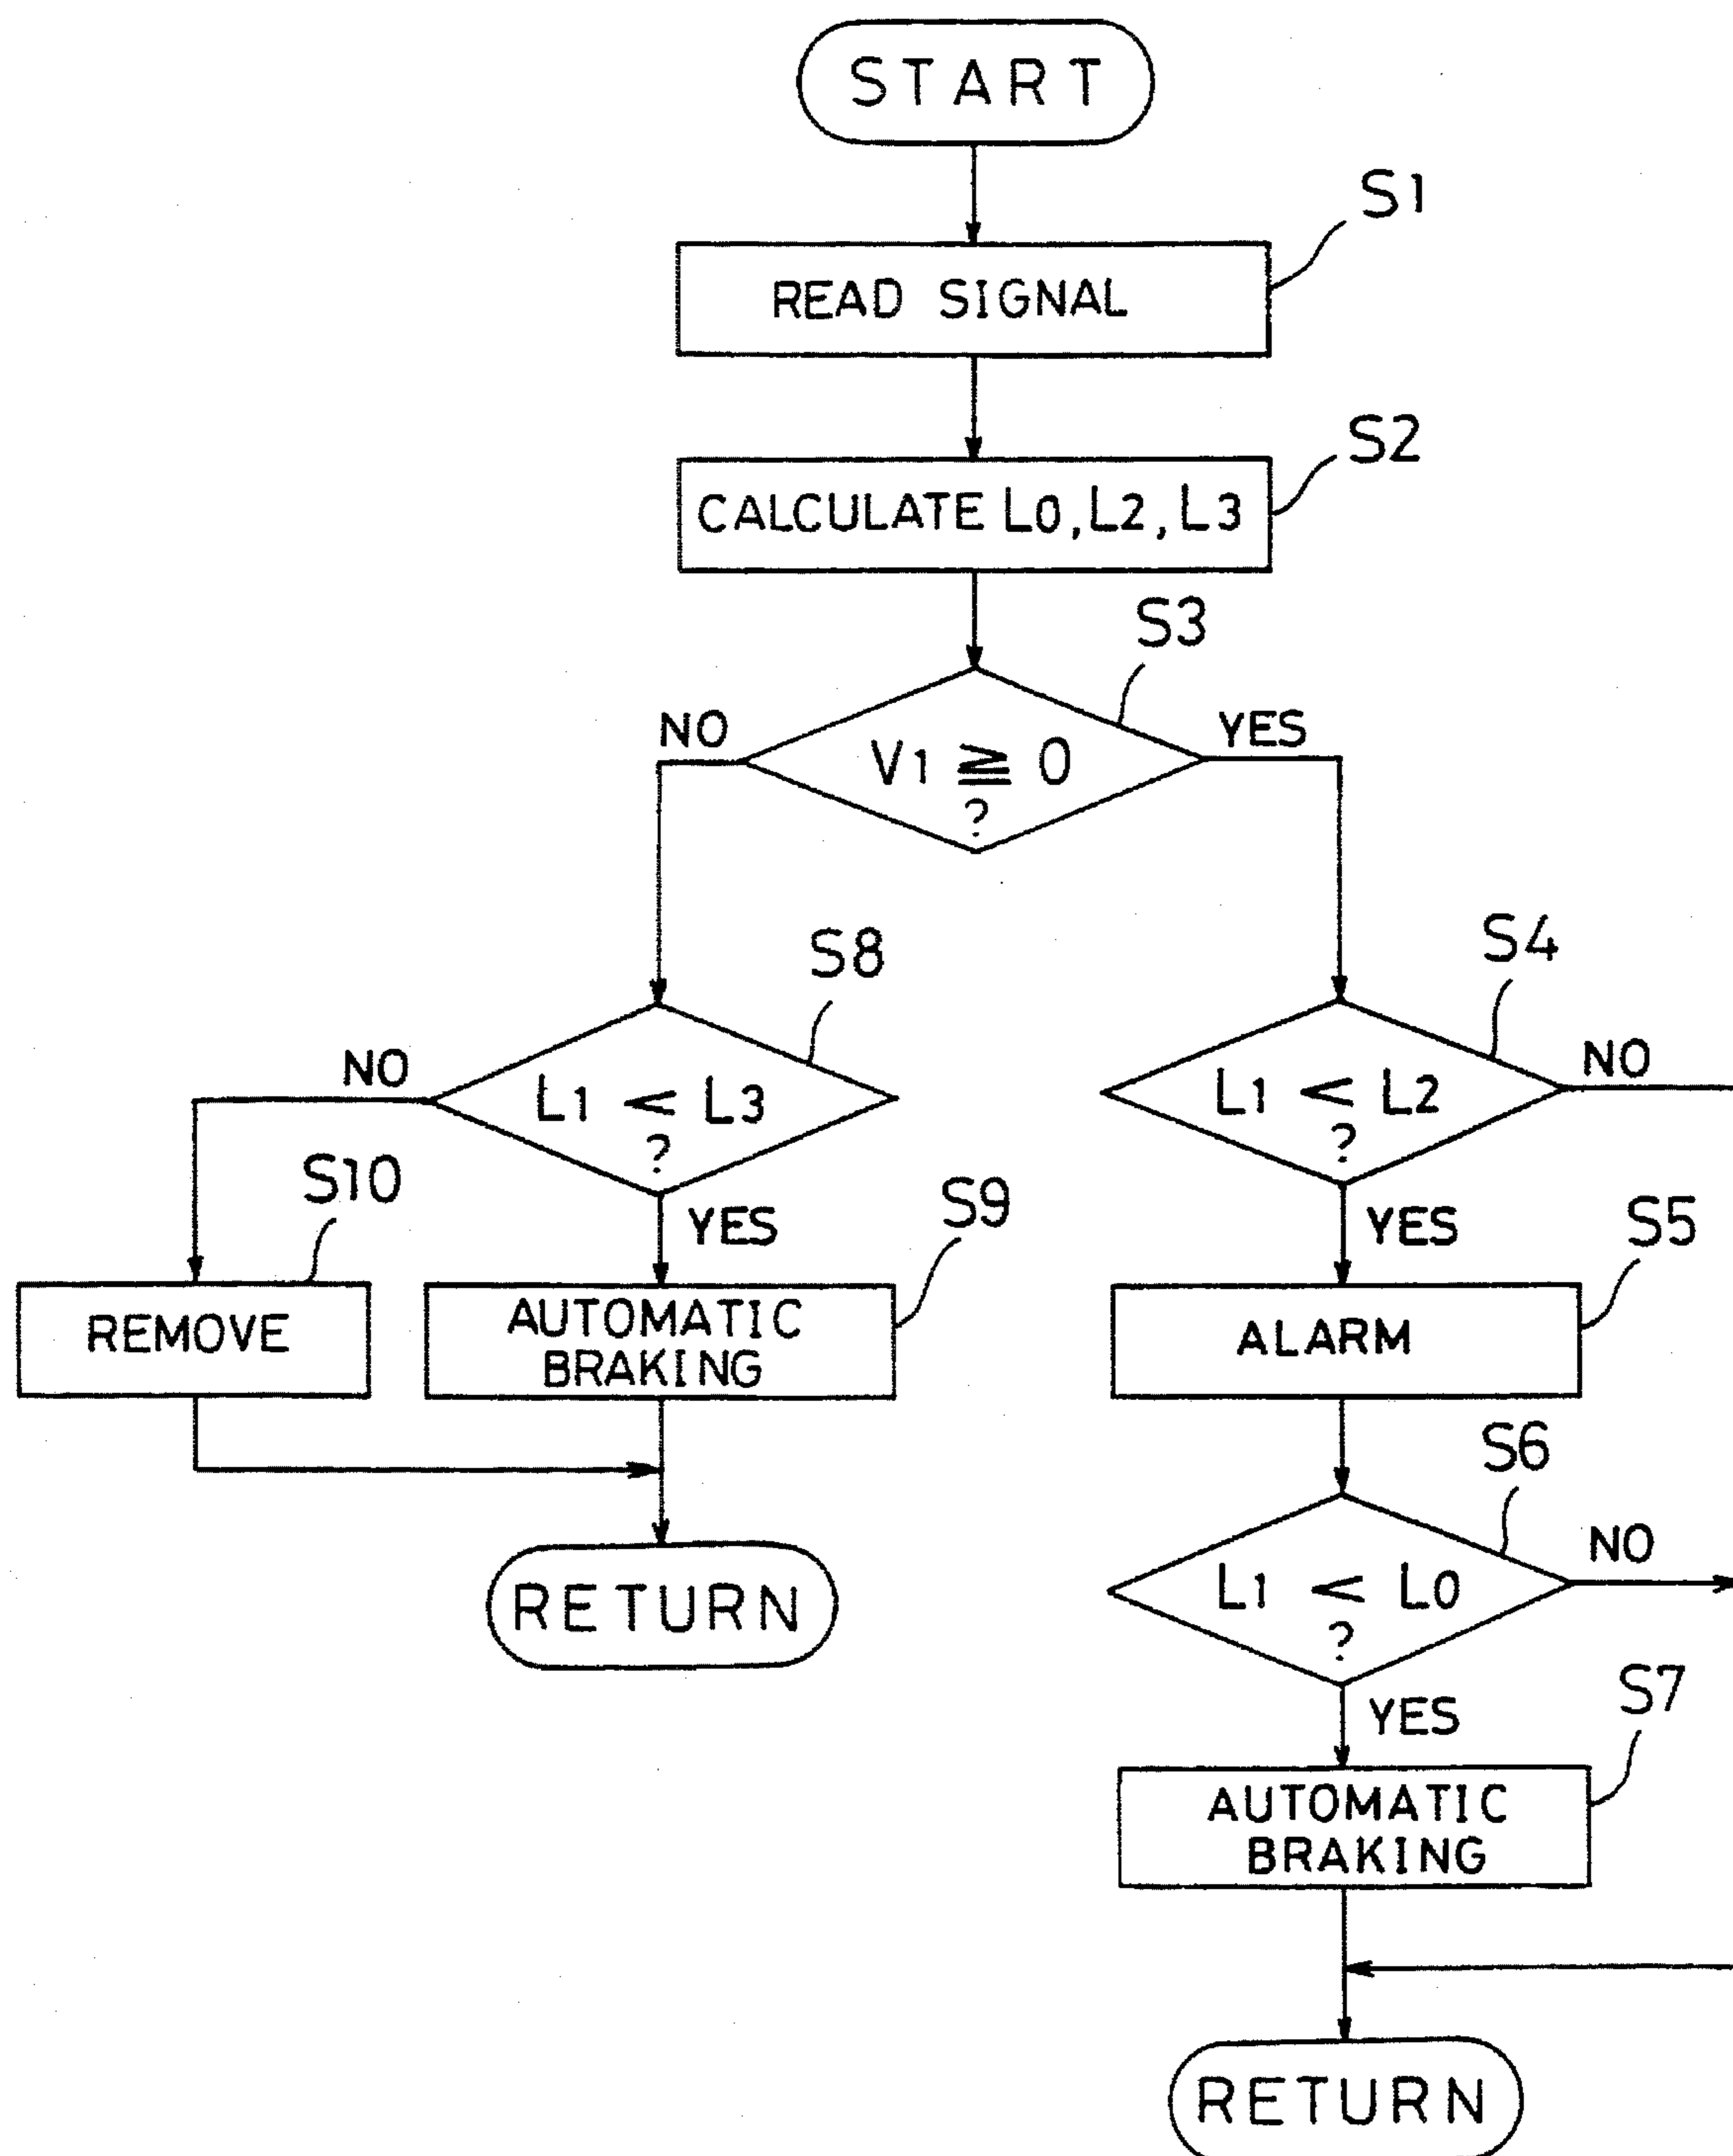 START
S1
READ SIGNAL
S2
CALCULATE L0, L2, L3
S3
NO
YES
V1 ≧ 0
?
S8
S4
NO
L1 < L3
?
L1 < L2
?
NO
S10
YES
S9
YES
S5
REMOVE
AUTOMATIC
BRAKING
ALARM
S6
RETURN
L1 < L0
?
NO
YES
S7
AUTOMATIC
BRAKING
RETURN